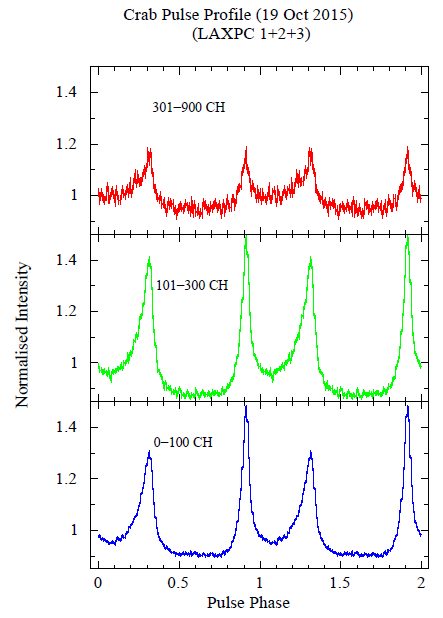 Crab Pulse Profile (19 Oct 2015)
(LAXPC 1+2+3)
1.4
301−900 CH
1.2
1
1.4
101−300 CH
1.2
1
Normalised Intensity
1.4
0−100 CH
1.2
1
0 0.5 1 1.5 2
Pulse Phase